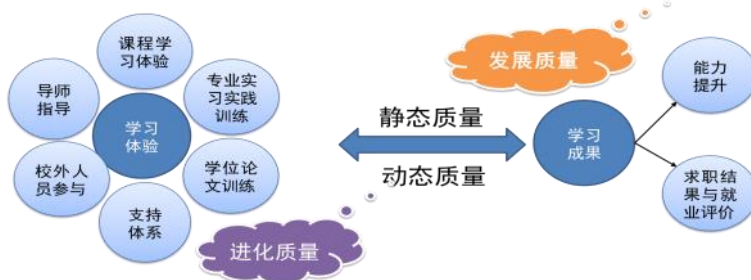 课程学
习体验
导师
指导
专业实
习实践
训练
学习
体验
校外人
员参与
学位论
文训练
支持
体系
进化质量
静态质量
动态质量
发展质量
学习
成果
能力
提升
求职结
果与就
业评价